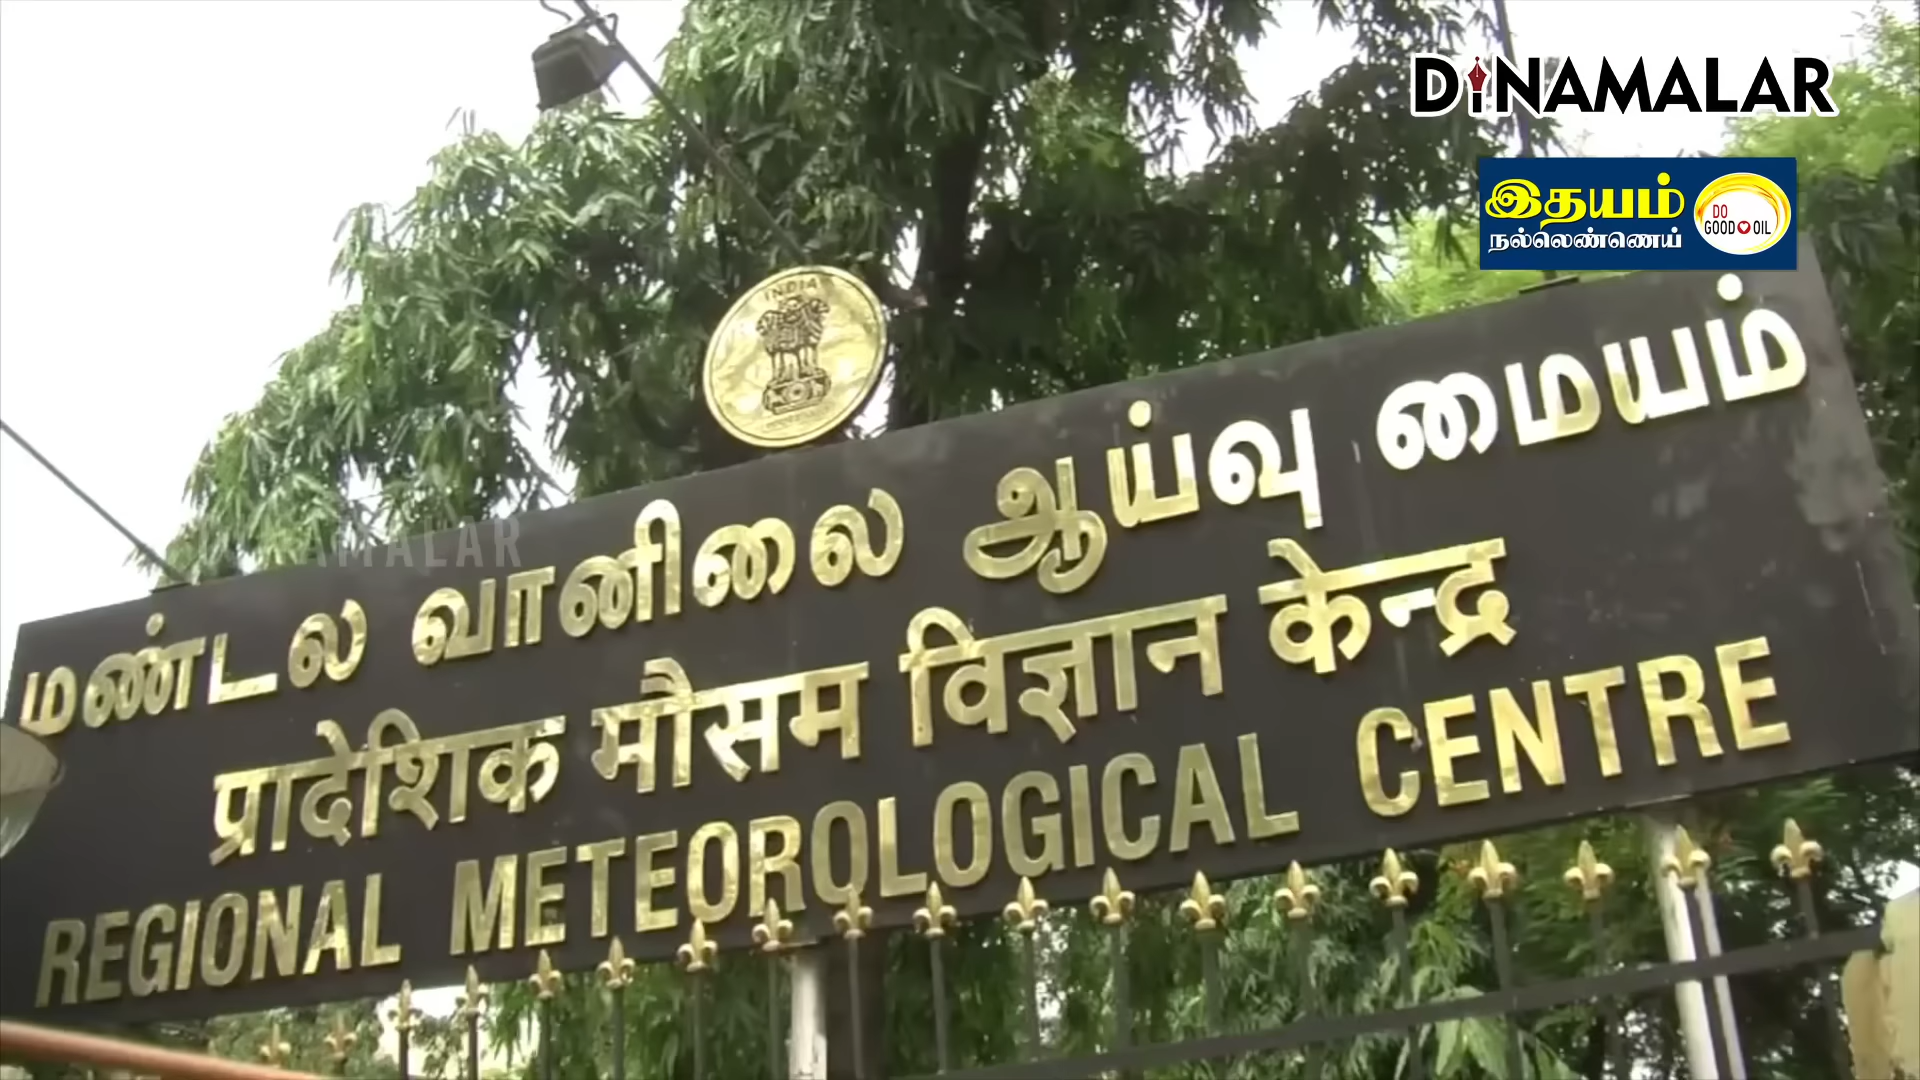 DINAMALAR
இதயம்
நல்லெண்ணெய்
DO
GOOD OIL
INDIA
மண்டல வானிலை ஆய்வு மையம்
प्रादेशिक मौसम विज्ञान केन्द्र
REGIONAL METEOROLOGICAL CENTRE